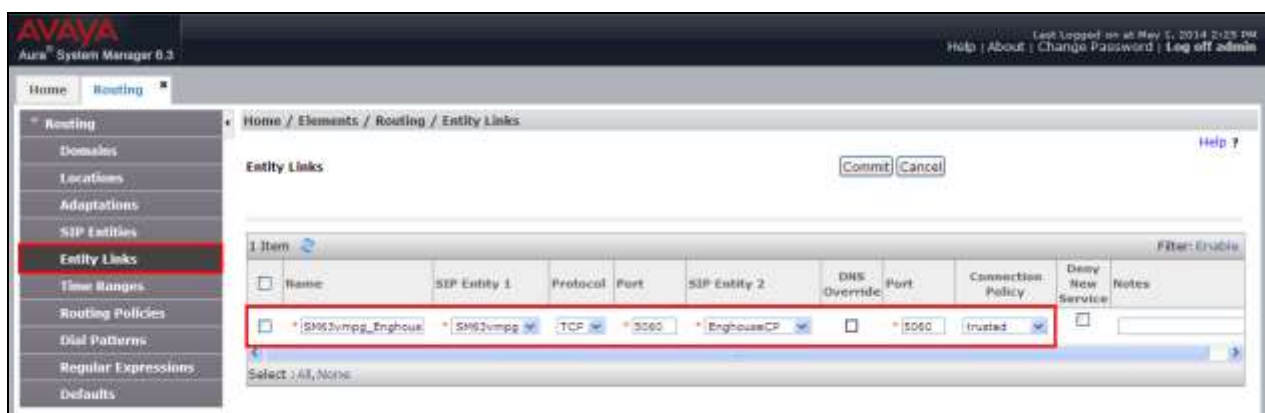 AVAYA
Aura® System Manager 6.3
Last Logged on at May 1, 2014 2:25 PM
Help | About | Change Password | Log off admin
Home Routing
Routing
Domains
Locations
Adaptations
SIP Entities
Entity Links
Time Ranges
Routing Policies
Dial Patterns
Regular Expressions
Defaults
Home / Elements / Routing / Entity Links
Help ?
Entity Links
Commit Cancel
1 Item
Filter: Enable
Name SIP Entity 1 Protocol Port SIP Entity 2 DNS Override Port Connection Policy Deny New Service Notes
* SM63vmpg_Enghous * SM63vmpg TCP * 5060 * EnghouseCP * 5060 trusted
Select : All, None